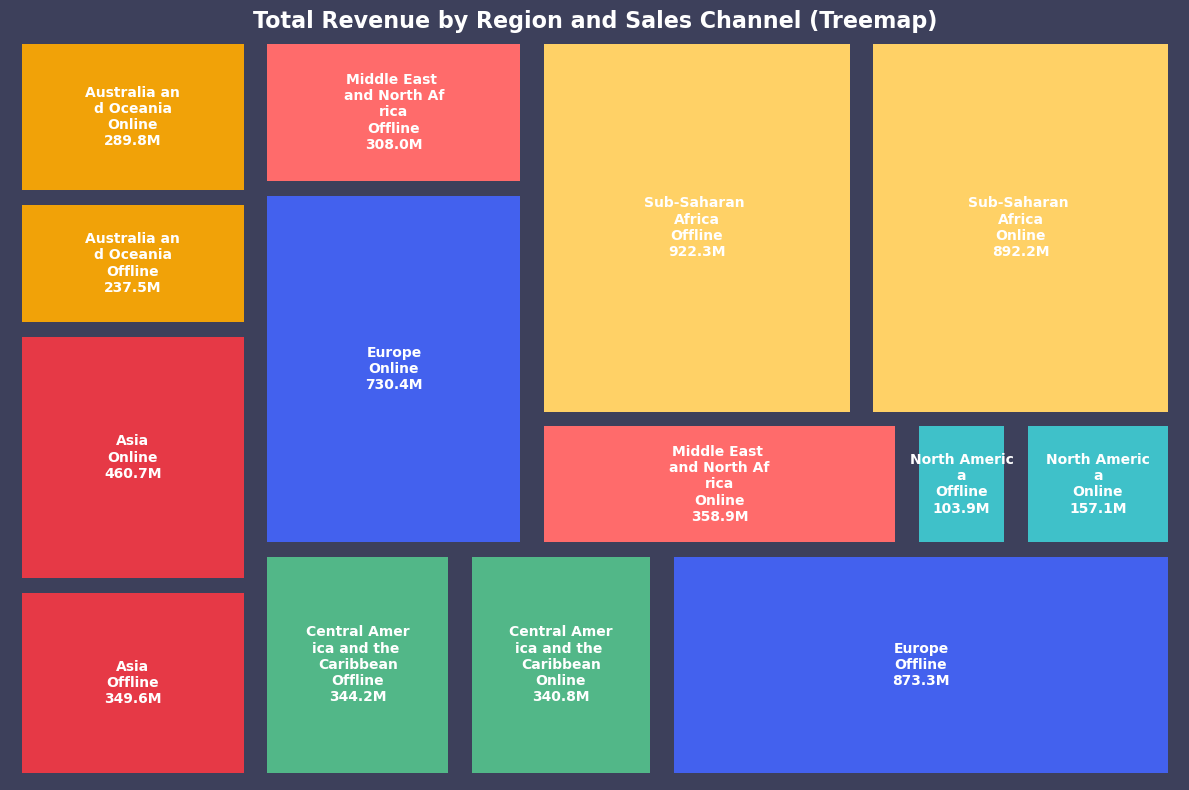 Total Revenue by Region and Sales Channel (Treemap)
Australia an
d Oceania
Online
289.8M
Middle East
and North Af
rica
Offline
308.0M
Sub-Saharan
Africa
Offline
922.3M
Sub-Saharan
Africa
Online
892.2M
Australia an
d Oceania
Offline
237.5M
Europe
Online
730.4M
Asia
Online
460.7M
Middle East
and North Af
rica
Online
358.9M
North Americ
a
Offline
103.9M
North Americ
a
Online
157.1M
Asia
Offline
349.6M
Central Amer
ica and the
Caribbean
Offline
344.2M
Central Amer
ica and the
Caribbean
Online
340.8M
Europe
Offline
873.3M